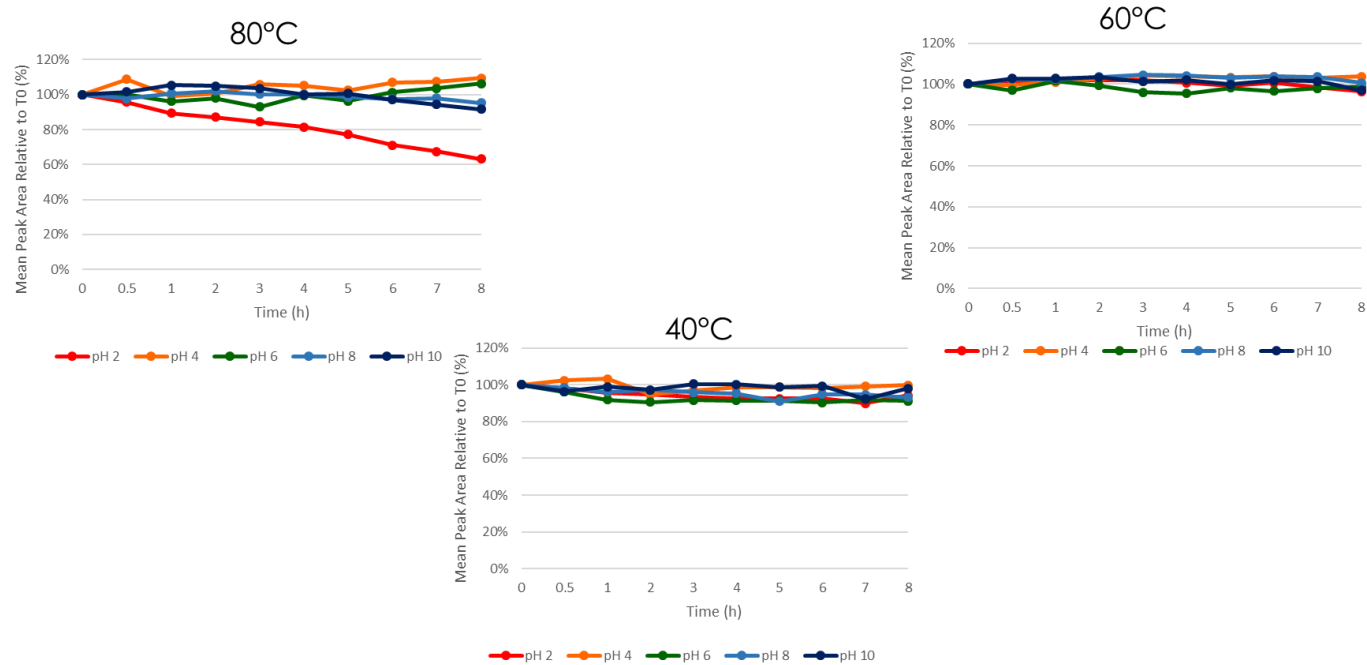 80°C
Mean Peak Area Relative to T0 (%)
120%
100%
80%
60%
40%
20%
0%
0 0.5 1 2 3 4 5 6 7 8
Time (h)
pH 2 pH 4 pH 6 pH 8 pH 10
60°C
Mean Peak Area Relative to T0 (%)
120%
100%
80%
60%
40%
20%
0%
0 0.5 1 2 3 4 5 6 7 8
Time (h)
pH 2 pH 4 pH 6 pH 8 pH 10
40°C
Mean Peak Area Relative to T0 (%)
120%
100%
80%
60%
40%
20%
0%
0 0.5 1 2 3 4 5 6 7 8
Time (h)
pH 2 pH 4 pH 6 pH 8 pH 10